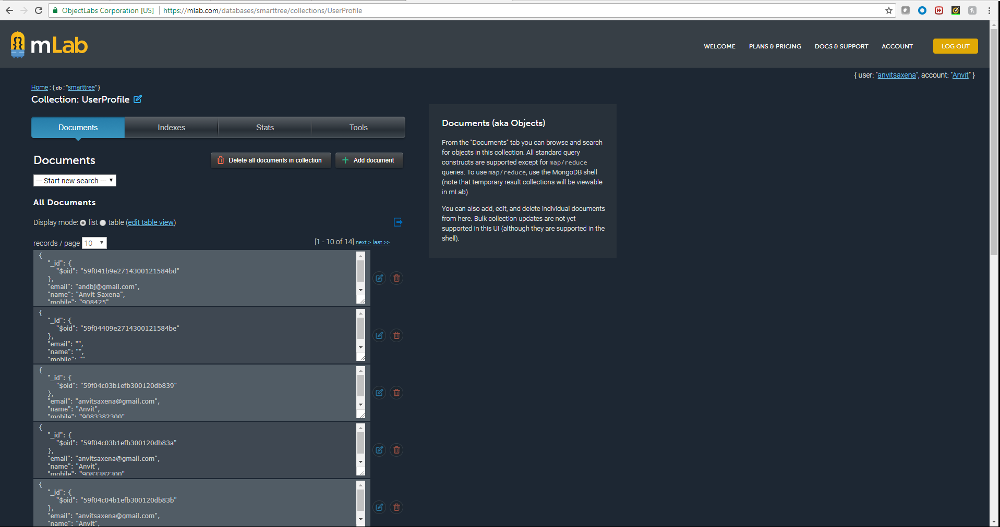 ObjectLabs Corporation [US] https://mlab.com/databases/smarttree/collections/UserProfile
mLab
WELCOME PLANS & PRICING DOCS & SUPPORT ACCOUNT LOG OUT
{ user: "anvitsaxena", account: "Anvit" }
Home : { db : "smarttree" }
Collection: UserProfile
Documents Indexes Stats Tools
Documents
Delete all documents in collection
Add document
--- Start new search ---
All Documents
Display mode: list table (edit table view)
records / page 10
[1 - 10 of 14] next > last >>
{
"_id": {
"$oid": "59f041b9e2714300121584bd"
},
"email": "andbj@gmail.com",
"name": "Anvit Saxena",
"mobile": "908425"
{
"_id": {
"$oid": "59f04409e2714300121584be"
},
"email": "",
"name": "",
"mobile": ""
{
"_id": {
"$oid": "59f04c03b1efb300120db839"
},
"email": "anvitsaxena@gmail.com",
"name": "Anvit",
"mobile": "9083382300"
{
"_id": {
"$oid": "59f04c03b1efb300120db83a"
},
"email": "anvitsaxena@gmail.com",
"name": "Anvit",
"mobile": "9083382300"
{
"_id": {
"$oid": "59f04c04b1efb300120db83b"
},
"email": "anvitsaxena@gmail.com",
"name": "Anvit",
Documents (aka Objects)
From the "Documents" tab you can browse and search
for objects in this collection. All standard query
constructs are supported except for map/reduce
queries. To use map/reduce, use the MongoDB shell
(note that temporary result collections will be viewable
in mLab).
You can also add, edit, and delete individual documents
from here. Bulk collection updates are not yet
supported in this UI (although they are supported in the
shell).